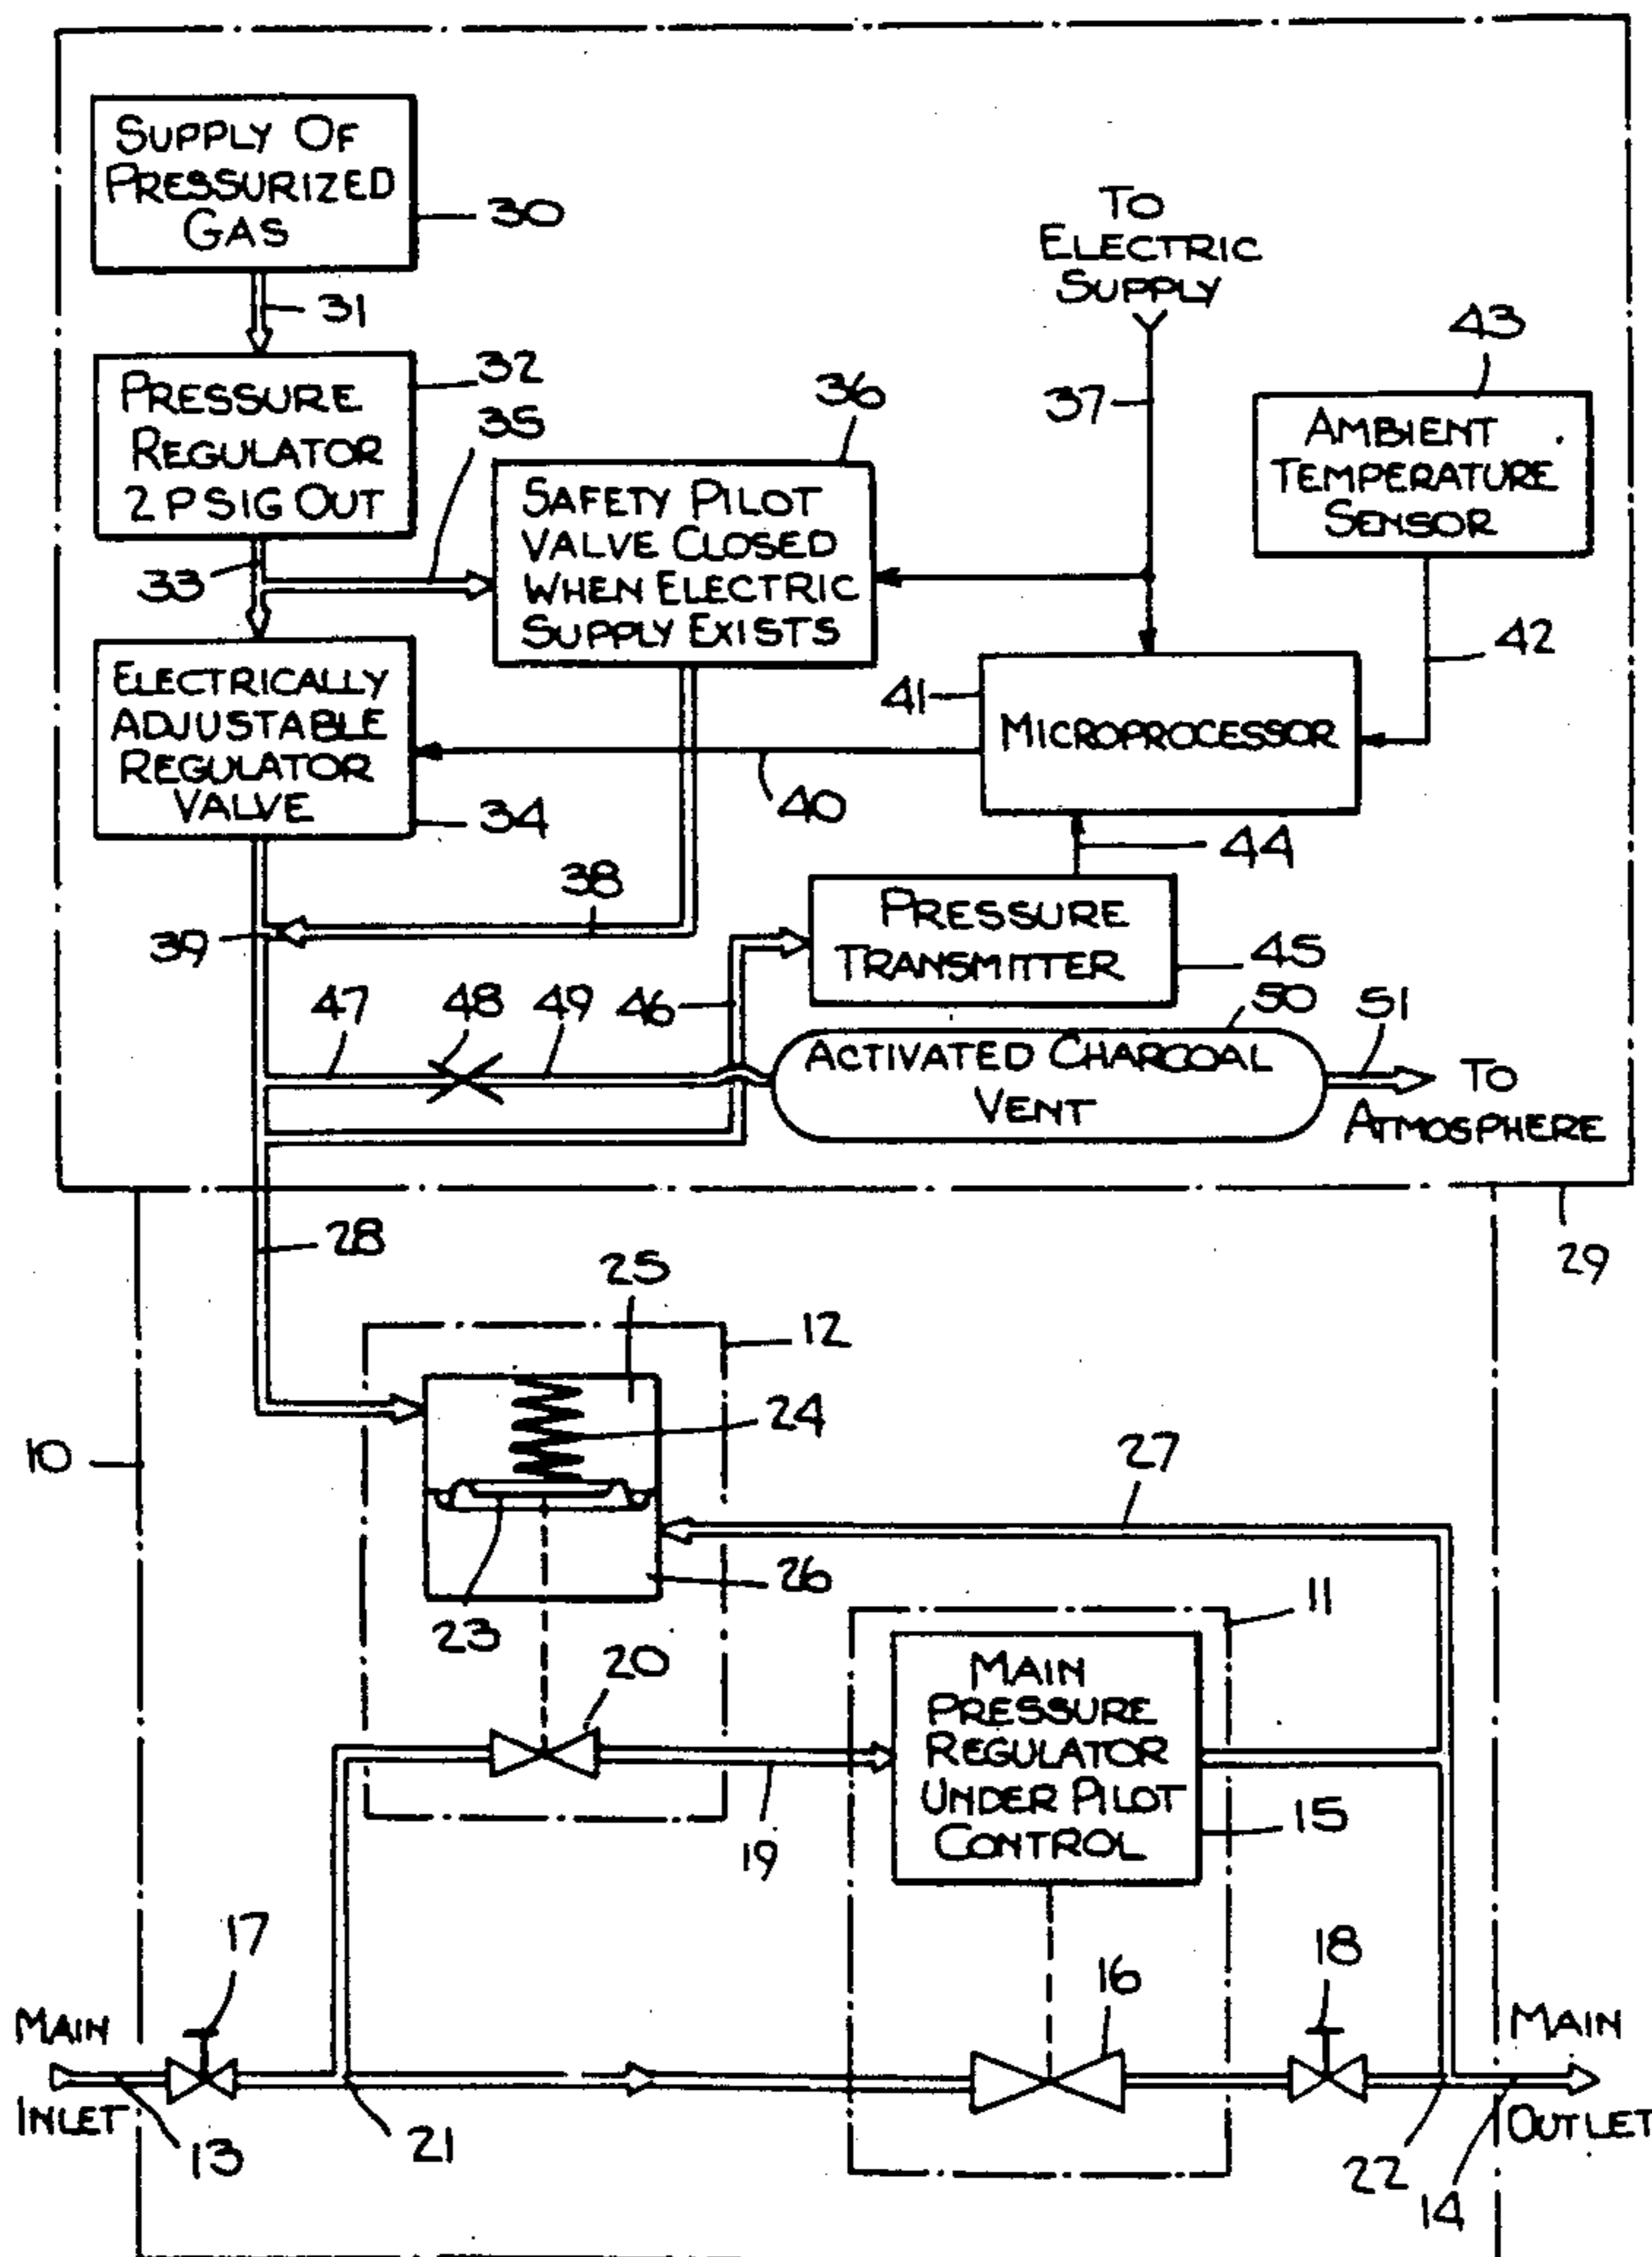 SUPPLY OF
PRESSURIZED
GAS
30
31
PRESSURE
REGULATOR
2 PSIG OUT
32
35
33
36
SAFETY PILOT
VALVE CLOSED
WHEN ELECTRIC
SUPPLY EXISTS
TO
ELECTRIC
SUPPLY
37
43
AMBIENT
TEMPERATURE
SENSOR
42
ELECTRICALLY
ADJUSTABLE
REGULATOR
VALVE
34
41
MICROPROCESSOR
40
44
38
39
PRESSURE
TRANSMITTER
45
46
47
48
49
50
ACTIVATED CHARCOAL
VENT
51
TO
ATMOSPHERE
28
29
25
12
24
10
27
26
23
11
20
MAIN
PRESSURE
REGULATOR
UNDER PILOT
CONTROL
15
19
17
18
16
MAIN
INLET
13
21
MAIN
OUTLET
22
14